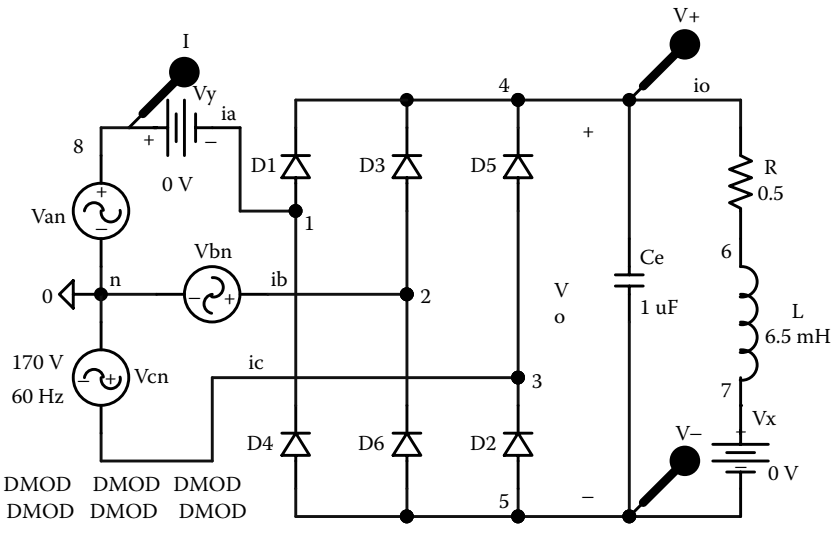 V+
I
Vy
ia
4
io
8
+
−
+
D1
D3
D5
R
0.5
0 V
+
Van
−
1
Vbn
6
Ce
n
ib
0
− +
2
V
o
1 uF
L
6.5 mH
170 V
60 Hz
− +
Vcn
ic
3
7
Vx
+
D4
D6
D2
V−
−
0 V
DMOD DMOD DMOD
DMOD DMOD DMOD
5
−